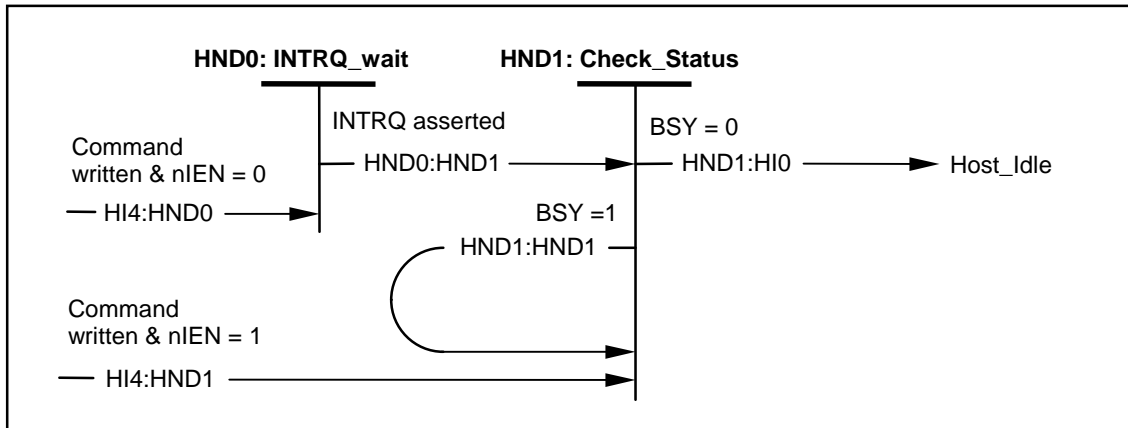 HND0: INTRQ_wait
HND1: Check_Status
INTRQ asserted
BSY = 0
Command
written & nIEN = 0
HND0:HND1
HND1:HI0
Host_Idle
HI4:HND0
BSY =1
HND1:HND1
Command
written & nIEN = 1
HI4:HND1